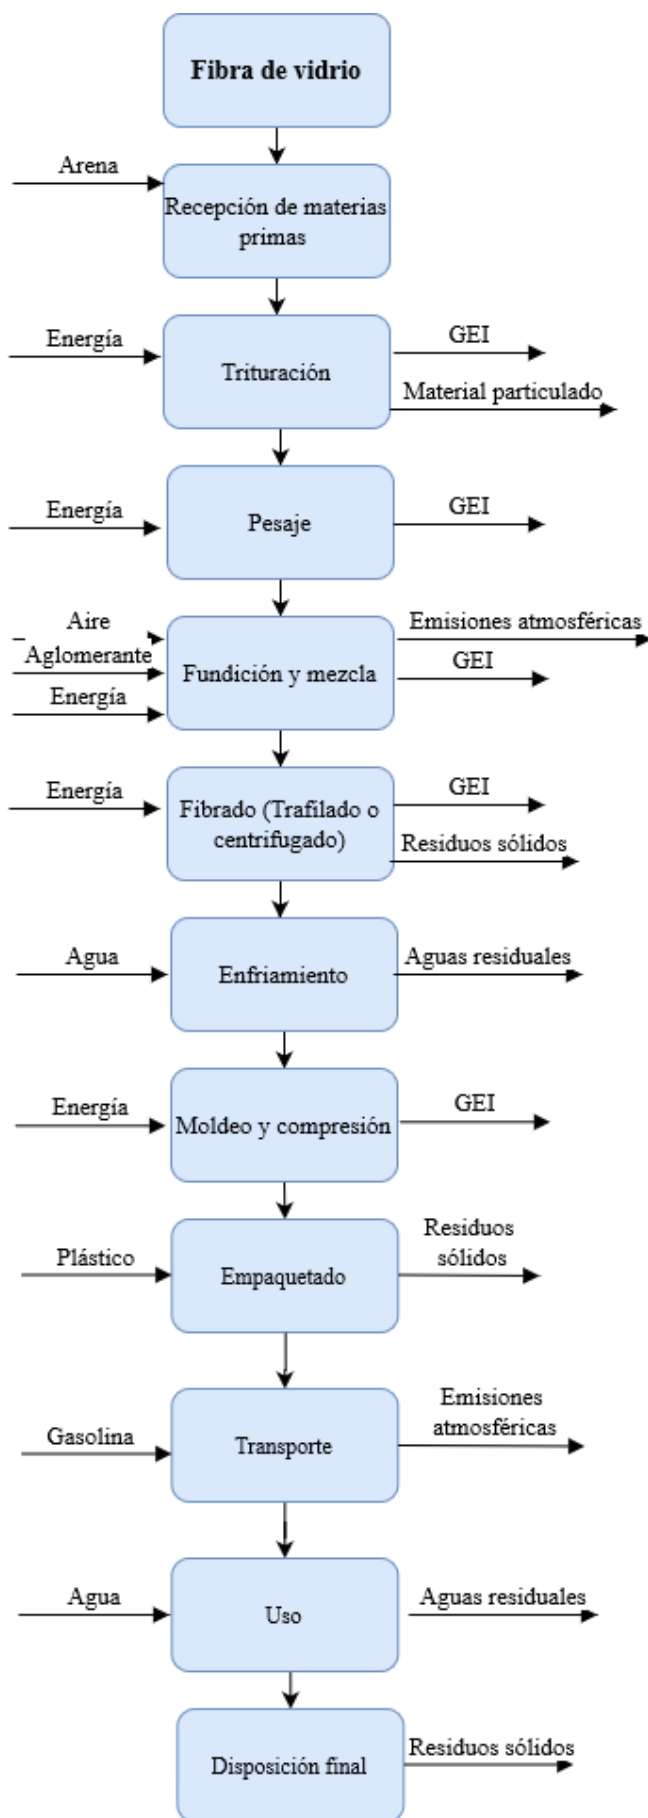 Fibra de vidrio
Arena
Recepción de materias
primas
Energía
Trituración
GEI
Material particulado
Energía
Pesaje
GEI
Aire
Aglomerante
Energía
Fundición y mezcla
Emisiones atmosféricas
GEI
Energía
Fibrado (Trafilado o
centrifugado)
GEI
Residuos sólidos
Agua
Enfriamiento
Aguas residuales
Energía
Moldeo y compresión
GEI
Plástico
Empaquetado
Residuos
sólidos
Gasolina
Transporte
Emisiones
atmosféricas
Agua
Uso
Aguas residuales
Disposición final
Residuos sólidos